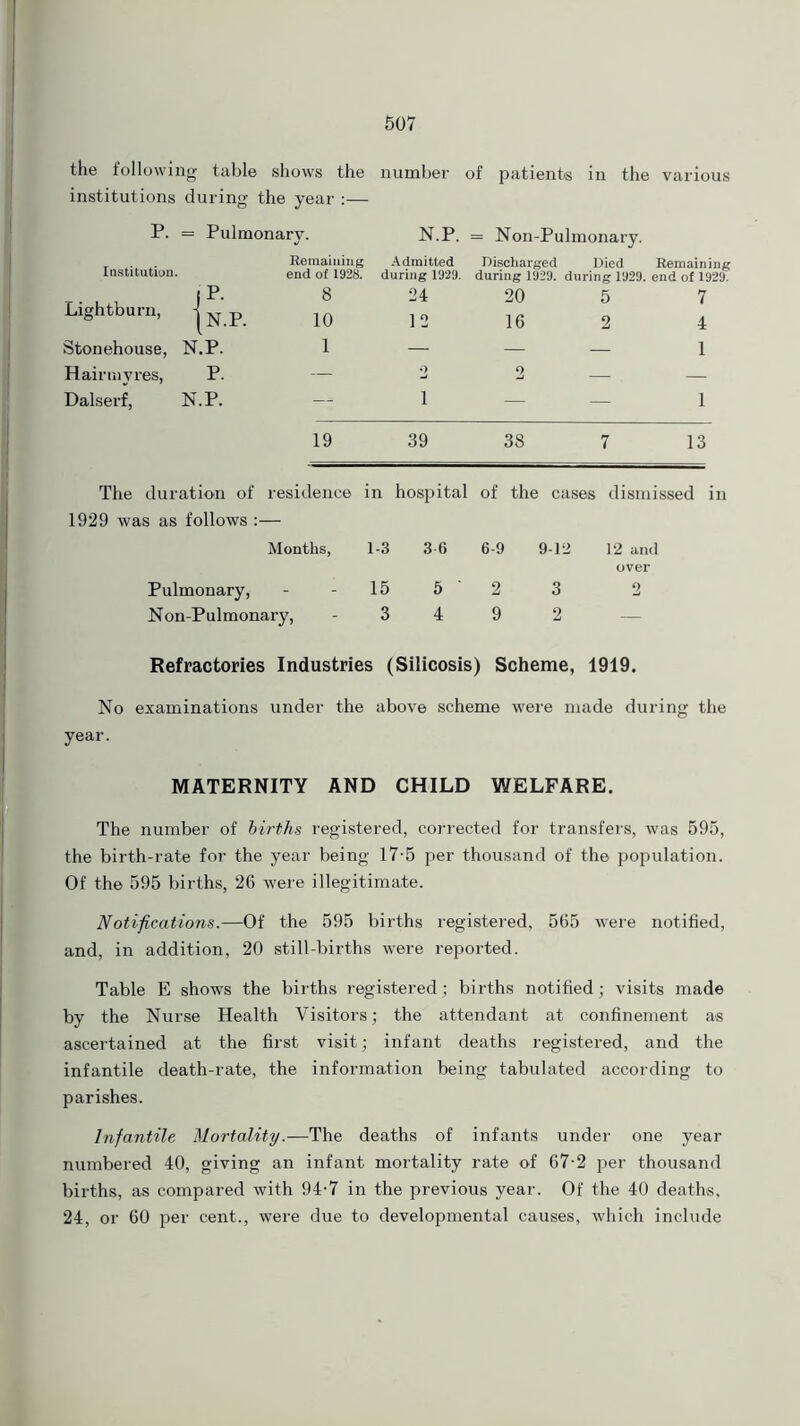 507
the following table shows the number of patients in the various
institutions during the year :—
P. = Pulmonary. N.P. = Non-Pulmonary.
Institution. Remaining end of 1928. Admitted during 1929. Discharged during 1929. Died during 1929. Remaining end of 1929.
Lightburn, { P. 8 24 20 5 7
{ N.P. 10 12 16 2 4
Stonehouse, N.P. 1 — — — 1
Hairmyres, P. — 2 2 — —
Dalserf, N.P. — 1 — — 1
19 39 38 7 13
The duration of residence in hospital of the cases dismissed in
1929 was as follows :—
Months, 1-3 3-6 6-9 9-12 12 and over
Pulmonary, - - 15 5 2 3 2
Non-Pulmonary, - 3 4 9 2 —
Refractories Industries (Silicosis) Scheme, 1919.
No examinations under the above scheme were made during the
year.
MATERNITY AND CHILD WELFARE.
The number of births registered, corrected for transfers, was 595,
the birth-rate for the year being 17·5 per thousand of the population.
Of the 595 births, 26 were illegitimate.
Notifications.—Of the 595 births registered, 565 were notified,
and, in addition, 20 still-births were reported.
Table E shows the births registered; births notified; visits made
by the Nurse Health Visitors; the attendant at confinement as
ascertained at the first visit; infant deaths registered, and the
infantile death-rate, the information being tabulated according to
parishes.
Infantile Mortality.—The deaths of infants under one year
numbered 40, giving an infant mortality rate of 67·2 per thousand
births, as compared with 94·7 in the previous year. Of the 40 deaths,
24, or 60 per cent., were due to developmental causes, which include